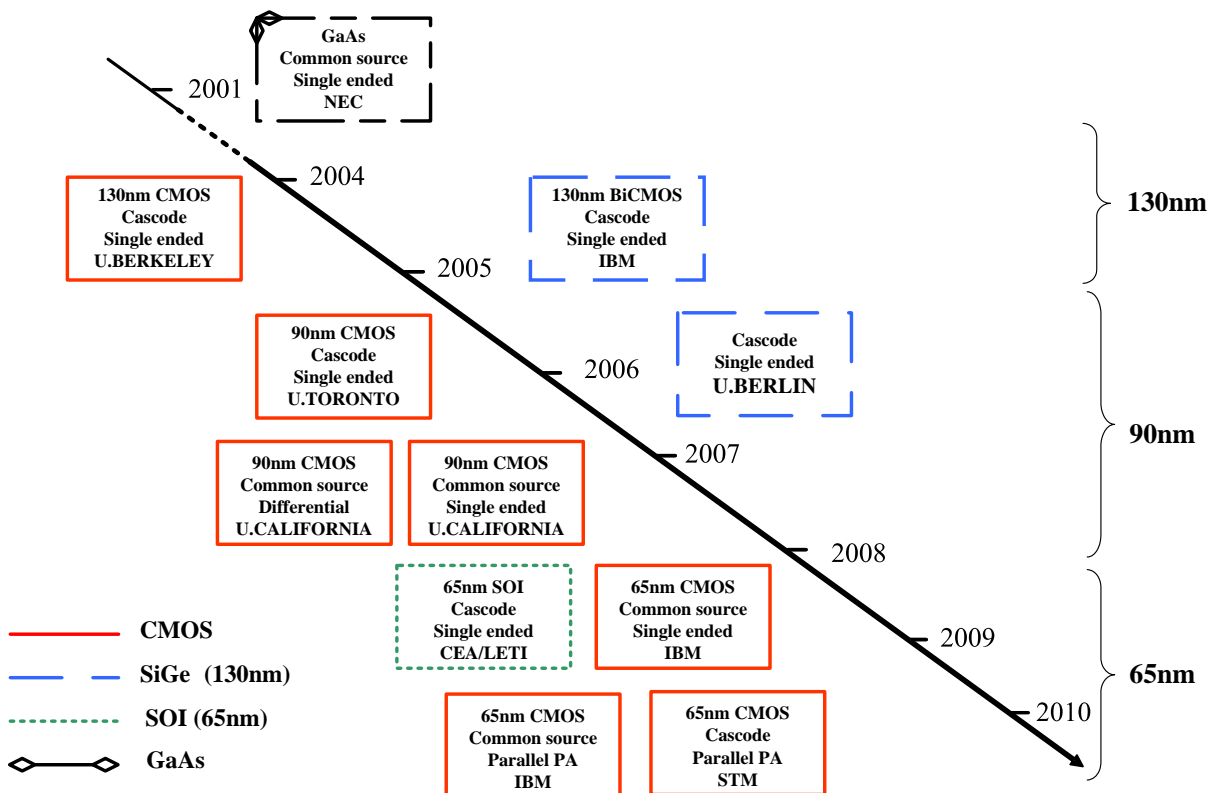 GaAs
Common source
Single ended
NEC
2001
2004
130nm CMOS
Cascode
Single ended
U.BERKELEY
130nm BiCMOS
Cascode
Single ended
IBM
130nm
2005
90nm CMOS
Cascode
Single ended
U.TORONTO
2006
Cascode
Single ended
U.BERLIN
90nm
2007
90nm CMOS
Common source
Differential
U.CALIFORNIA
90nm CMOS
Common source
Single ended
U.CALIFORNIA
2008
65nm SOI
Cascode
Single ended
CEA/LETI
65nm CMOS
Common source
Single ended
IBM
2009
65nm
2010
65nm CMOS
Common source
Parallel PA
IBM
65nm CMOS
Cascode
Parallel PA
STM
CMOS
SiGe (130nm)
SOI (65nm)
GaAs